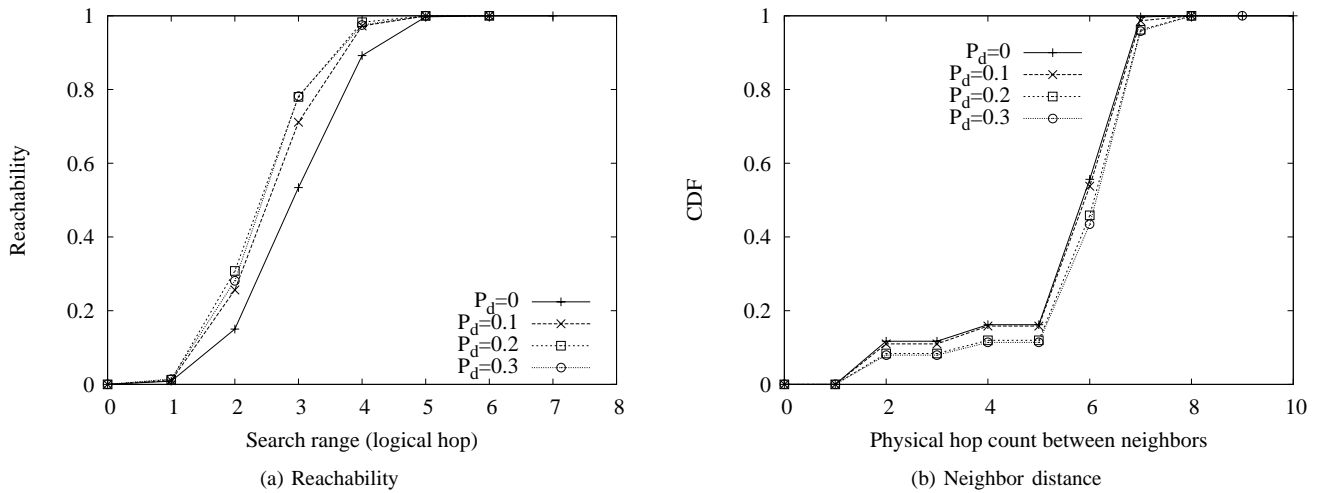 1
0.8
0.6
0.4
0.2
0
Reachability
0 1 2 3 4 5 6 7 8
Search range (logical hop)
P_d=0
P_d=0.1
P_d=0.2
P_d=0.3
(a) Reachability
1
0.8
0.6
0.4
0.2
0
CDF
0 2 4 6 8 10
Physical hop count between neighbors
P_d=0
P_d=0.1
P_d=0.2
P_d=0.3
(b) Neighbor distance